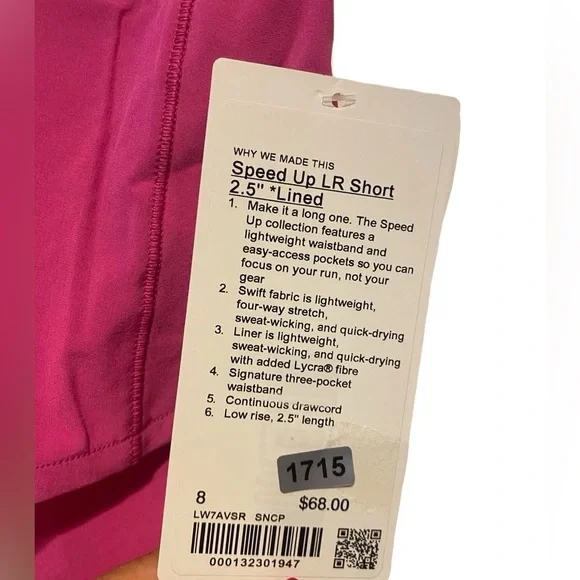 WHY WE MADE THIS
Speed Up LR Short
2.5" *Lined
1. Make it a long one. The Speed
Up collection features a
lightweight waistband and
easy-access pockets so you can
focus on your run, not your
gear
2. Swift fabric is lightweight,
four-way stretch,
sweat-wicking, and quick-drying
3. Liner is lightweight,
sweat-wicking, and quick-drying
with added Lycra® fibre
4. Signature three-pocket
waistband
5. Continuous drawcord
6. Low rise, 2.5" length
1715
8 $68.00
LW7AVSR SNCP
000132301947